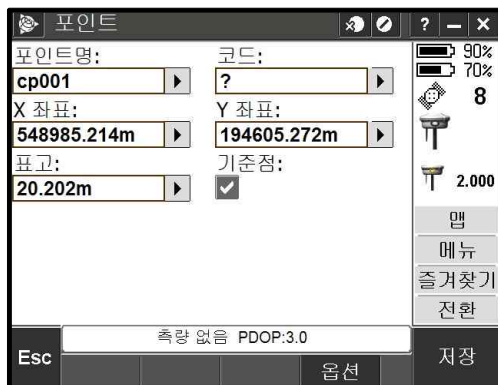 포인트
? – ×
포인트명: 코드:
cp001 ?
X 좌표: Y 좌표:
548985.214m 194605.272m
표고: 기준점:
20.202m
90%
70%
8
2.000
맵
메뉴
즐겨찾기
전환
측량 없음 PDOP:3.0
Esc
옵션
저장